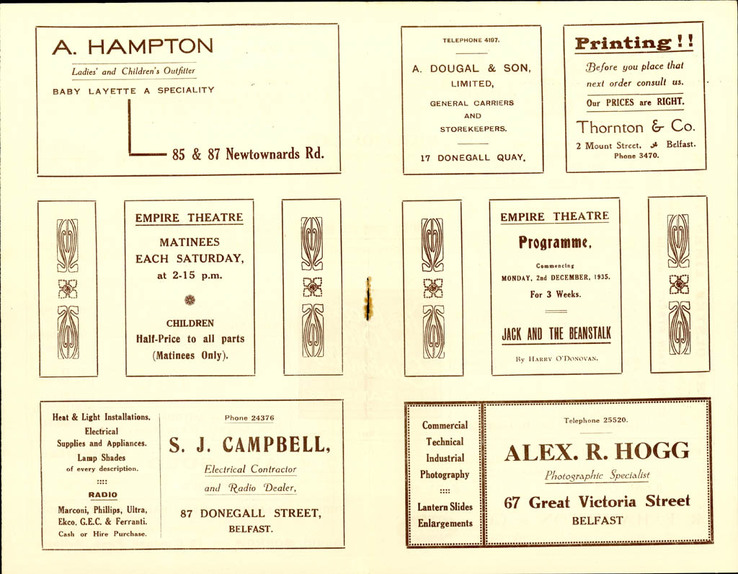 A. HAMPTON
Ladies' and Children's Outfitter
BABY LAYETTE A SPECIALITY
85 & 87 Newtownards Rd.
EMPIRE THEATRE
MATINEES
EACH SATURDAY,
at 2-15 p.m.
CHILDREN
Half-Price to all parts
(Matinees Only).
Heat & Light Installations.
Electrical
Supplies and Appliances.
Lamp Shades
of every description.
::::
RADIO
Marconi, Phillips, Ultra,
Ekco, G.E.C. & Ferranti.
Cash or Hire Purchase.
Phone 24376
S. J. CAMPBELL,
Electrical Contractor
and Radio Dealer,
87 DONEGALL STREET,
BELFAST.
TELEPHONE 4197.
A. DOUGAL & SON,
LIMITED,
GENERAL CARRIERS
AND
STOREKEEPERS.
17 DONEGALL QUAY.
Printing!!
Before you place that
next order consult us.
Our PRICES are RIGHT.
Thornton & Co.
2 Mount Street, Belfast.
Phone 3470.
EMPIRE THEATRE
Programme,
Commencing
MONDAY, 2nd DECEMBER, 1935.
For 3 Weeks.
JACK AND THE BEANSTALK
By HARRY O'DONOVAN.
Commercial
Technical
Industrial
Photography
::::
Lantern Slides
Enlargements
Telephone 25520.
ALEX. R. HOGG
Photographic Specialist
67 Great Victoria Street
BELFAST